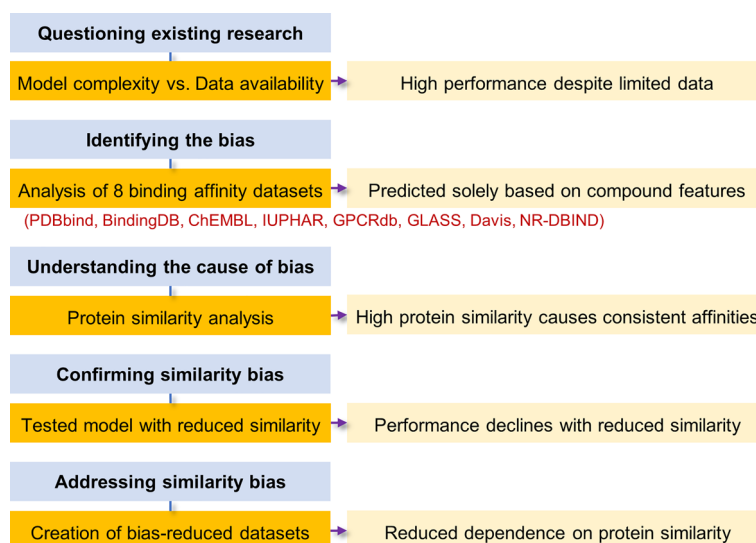 Questioning existing research
Model complexity vs. Data availability
High performance despite limited data
Identifying the bias
Analysis of 8 binding affinity datasets
Predicted solely based on compound features
(PDBbind, BindingDB, ChEMBL, IUPHAR, GPCRdb, GLASS, Davis, NR-DBIND)
Understanding the cause of bias
Protein similarity analysis
High protein similarity causes consistent affinities
Confirming similarity bias
Tested model with reduced similarity
Performance declines with reduced similarity
Addressing similarity bias
Creation of bias-reduced datasets
Reduced dependence on protein similarity